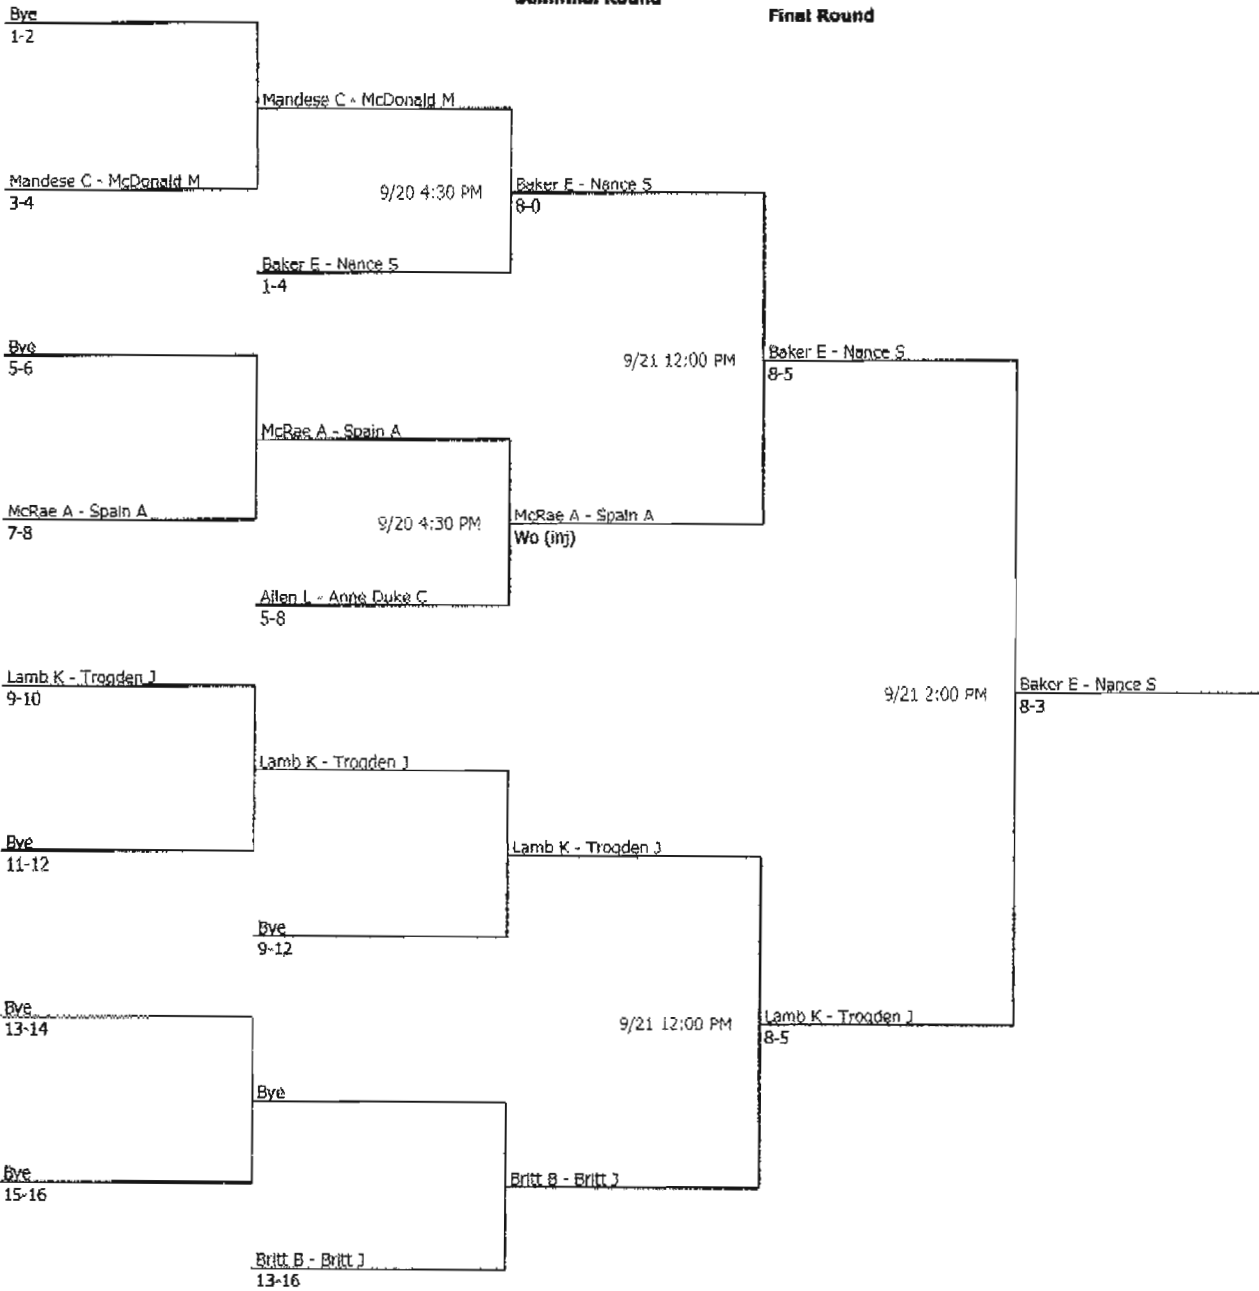 Semifinal Round
Final Round
Bye
1-2
Mandese C - McDonald M
Mandese C - McDonald M
3-4
9/20 4:30 PM
Baker E - Nance S
8-0
Baker E - Nance S
1-4
Bye
5-6
9/21 12:00 PM
Baker E - Nance S
8-5
McRae A - Spain A
McRae A - Spain A
7-8
9/20 4:30 PM
McRae A - Spain A
Wo (inj)
Allen L - Anne Duke C
5-8
Lamb K - Trogden J
9-10
9/21 2:00 PM
Baker E - Nance S
8-3
Lamb K - Trogden J
Bye
11-12
Lamb K - Trogden J
Bye
9-12
Bye
13-14
9/21 12:00 PM
Lamb K - Trogden J
8-5
Bye
Bye
15-16
Britt B - Britt J
Britt B - Britt J
13-16